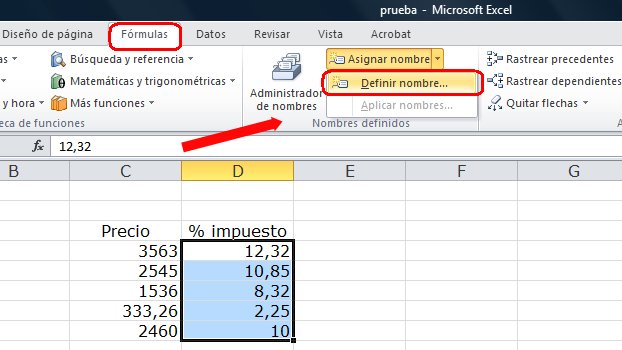 prueba - Microsoft Excel
Diseño de página Fórmulas Datos Revisar Vista Acrobat
as Búsqueda y referencia Administrador de nombres Asignar nombre Rastrear precedentes
Matemáticas y trigonométricas Definir nombre... Rastrear dependientes
y hora Más funciones Aplicar nombres... Quitar flechas
eca de funciones Nombres definidos A
fx 12,32
B C D E F G
Precio % impuesto
3563 12,32
2545 10,85
1536 8,32
333,26 2,25
2460 10